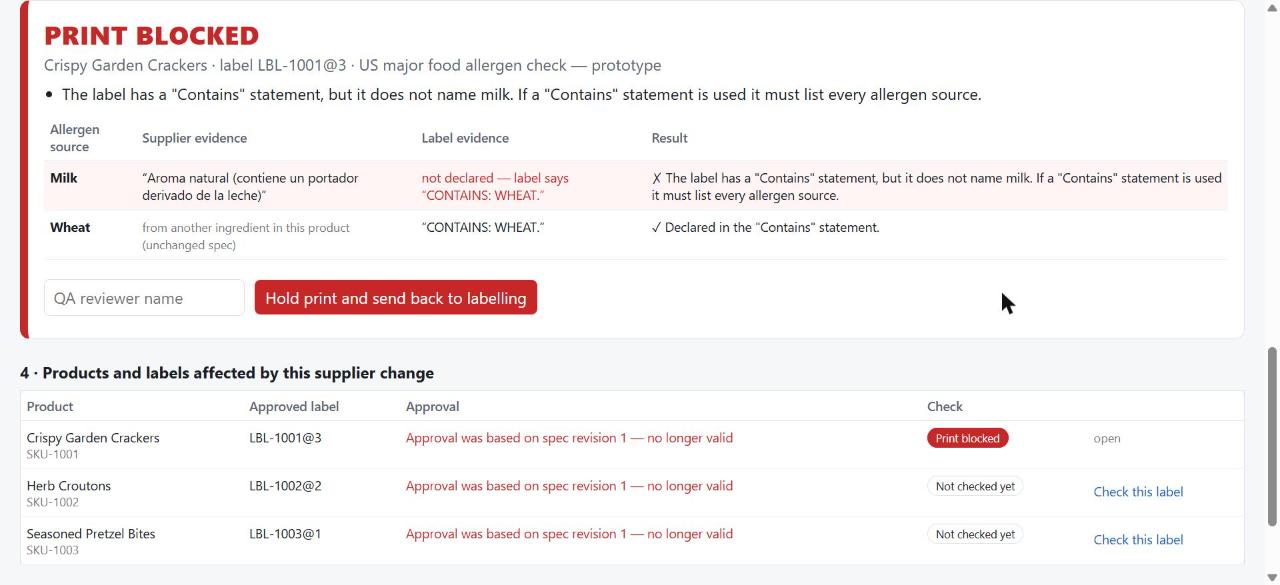 PRINT BLOCKED
Crispy Garden Crackers · label LBL-1001@3 · US major food allergen check — prototype
• The label has a "Contains" statement, but it does not name milk. If a "Contains" statement is used it must list every allergen source.
Allergen source Supplier evidence Label evidence Result
Milk “Aroma natural (contiene un portador derivado de la leche)” not declared — label says “CONTAINS: WHEAT.” ✗ The label has a "Contains" statement, but it does not name milk. If a "Contains" statement is used it must list every allergen source.
Wheat from another ingredient in this product (unchanged spec) “CONTAINS: WHEAT.” ✓ Declared in the "Contains" statement.
QA reviewer name Hold print and send back to labelling
4 · Products and labels affected by this supplier change
Product Approved label Approval Check
Crispy Garden Crackers LBL-1001@3 Approval was based on spec revision 1 — no longer valid Print blocked open
SKU-1001
Herb Croutons LBL-1002@2 Approval was based on spec revision 1 — no longer valid Not checked yet Check this label
SKU-1002
Seasoned Pretzel Bites LBL-1003@1 Approval was based on spec revision 1 — no longer valid Not checked yet Check this label
SKU-1003